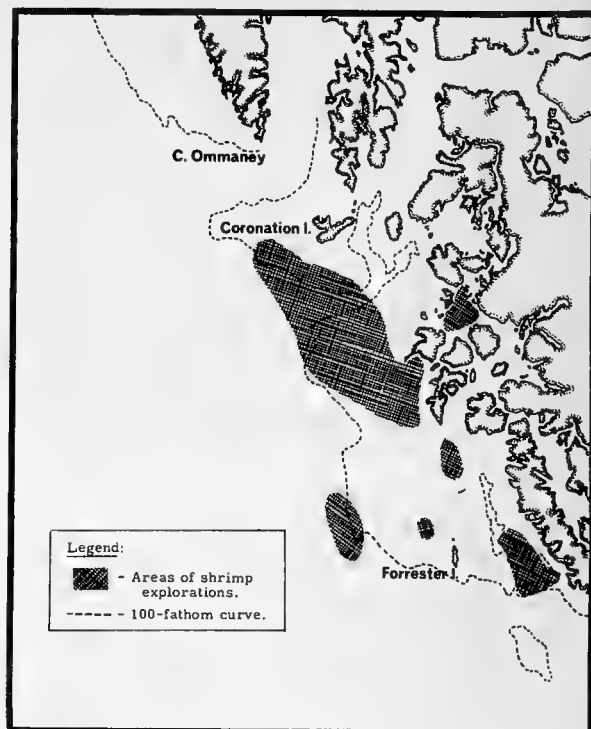 C. Ommaney
Coronation I.
Forrester I.
Legend:
- Areas of shrimp
explorations.
- 100-fathom curve.